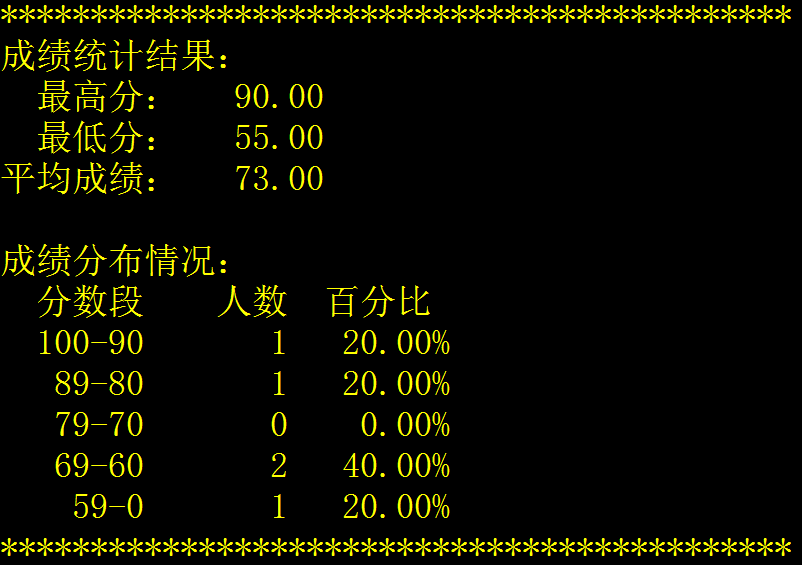 ********************************************
成绩统计结果:
  最高分:    90.00
  最低分:    55.00
平均成绩:    73.00

成绩分布情况:
  分数段    人数  百分比
  100-90       1   20.00%
   89-80       1   20.00%
   79-70       0    0.00%
   69-60       2   40.00%
    59-0       1   20.00%
********************************************